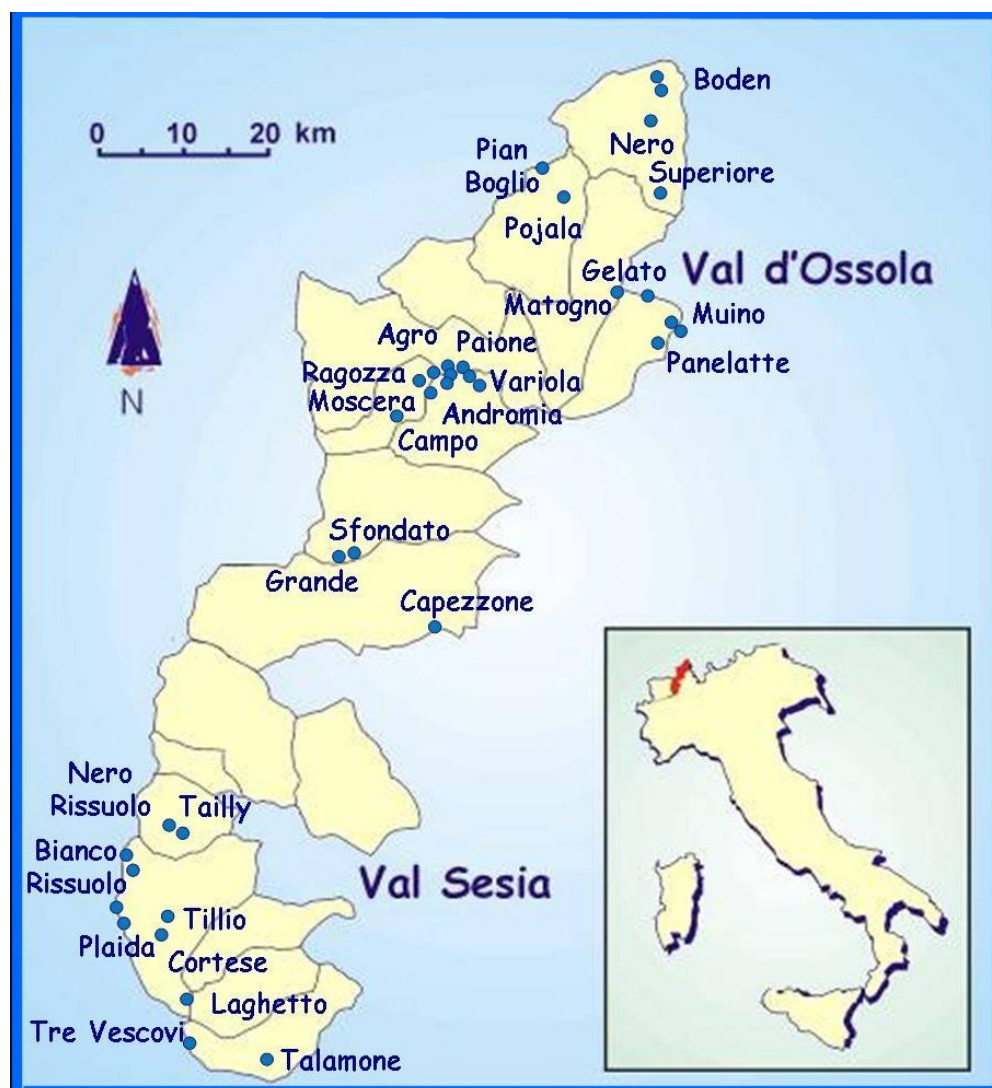 Boden
0 10 20 km
Nero
Pian
Boglio
Superiore
Pojala
Gelato
Val d'Ossola
Matogno
Muino
Agro
Paione
Panelatte
Ragozza
Variola
Moscera
Andromia
N
Campo
Sfondato
Grande
Capezzone
Nero
Rissuolo
Tailly
Bianco
Rissuolo
Val Sesia
Tillio
Plaida
Cortese
Laghetto
Tre Vescovi
Talamone